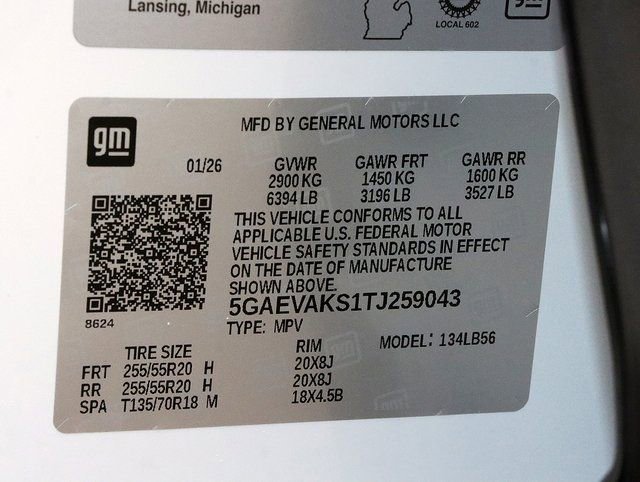 Lansing, Michigan
LOCAL 602
gm
gm
MFD BY GENERAL MOTORS LLC
01/26
GVWR GAWR FRT GAWR RR
2900 KG 1450 KG 1600 KG
6394 LB 3196 LB 3527 LB
THIS VEHICLE CONFORMS TO ALL
APPLICABLE U.S. FEDERAL MOTOR
VEHICLE SAFETY STANDARDS IN EFFECT
ON THE DATE OF MANUFACTURE
SHOWN ABOVE.
5GAEVAKS1TJ259043
8624
TYPE: MPV
MODEL: 134LB56
TIRE SIZE RIM
FRT 255/55R20 H 20X8J
RR 255/55R20 H 20X8J
SPA T135/70R18 M 18X4.5B